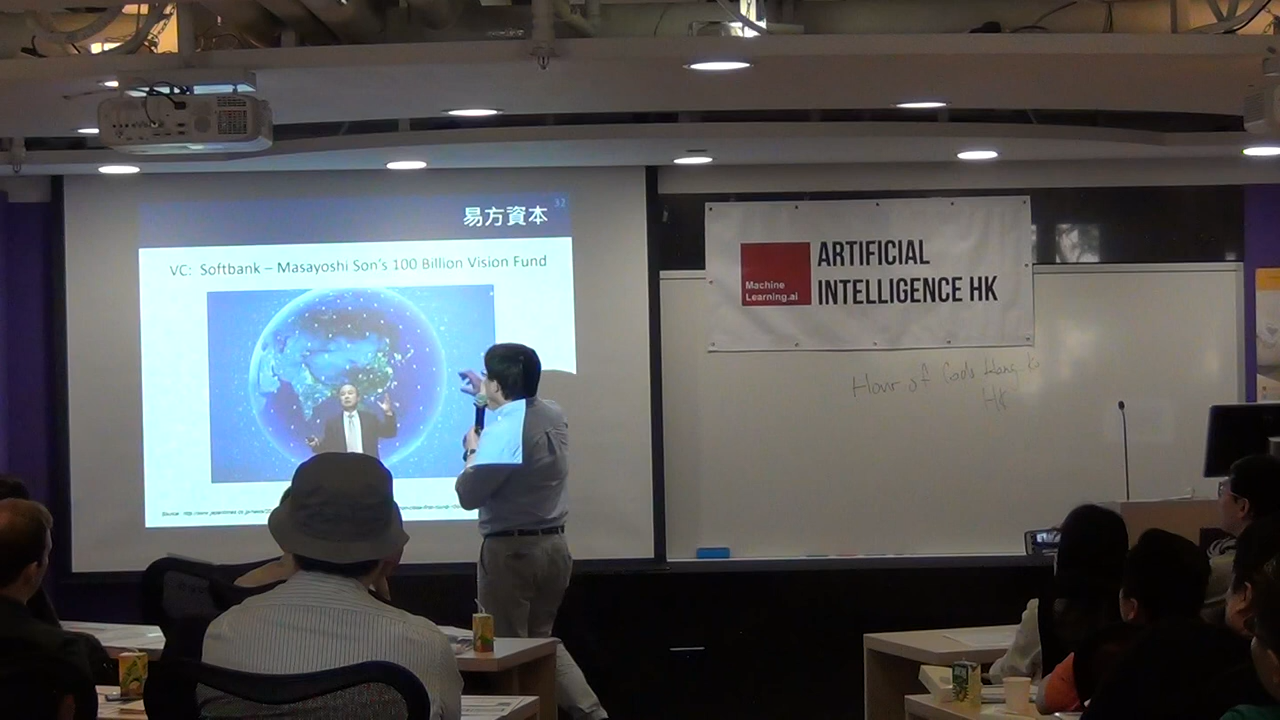 32
易方資本
VC: Softbank – Masayoshi Son's 100 Billion Vision Fund
Machine
Learning.ai
ARTIFICIAL
INTELLIGENCE HK
Hour of Code Hong
HK